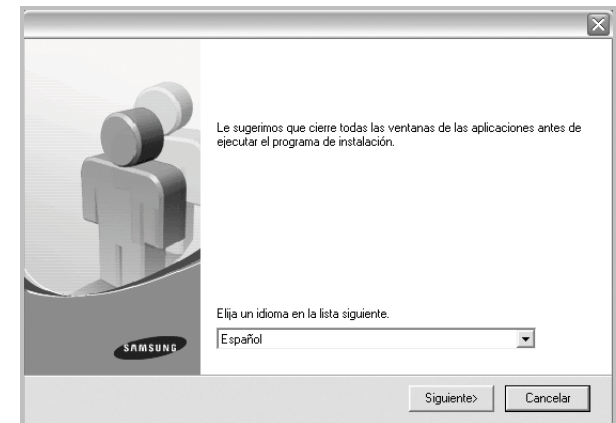 Le sugerimos que cierre todas las ventanas de las aplicaciones antes de
ejecutar el programa de instalación.
Elija un idioma en la lista siguiente.
Español
SAMSUNG
Siguiente>
Cancelar